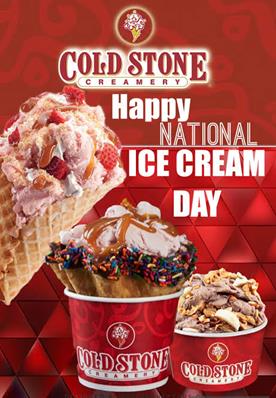 COLD STONE
CREAMERY
Happy
NATIONAL
ICE CREAM
DAY
COLD STONE
CREAMERY
COLD STONE
CREAMERY